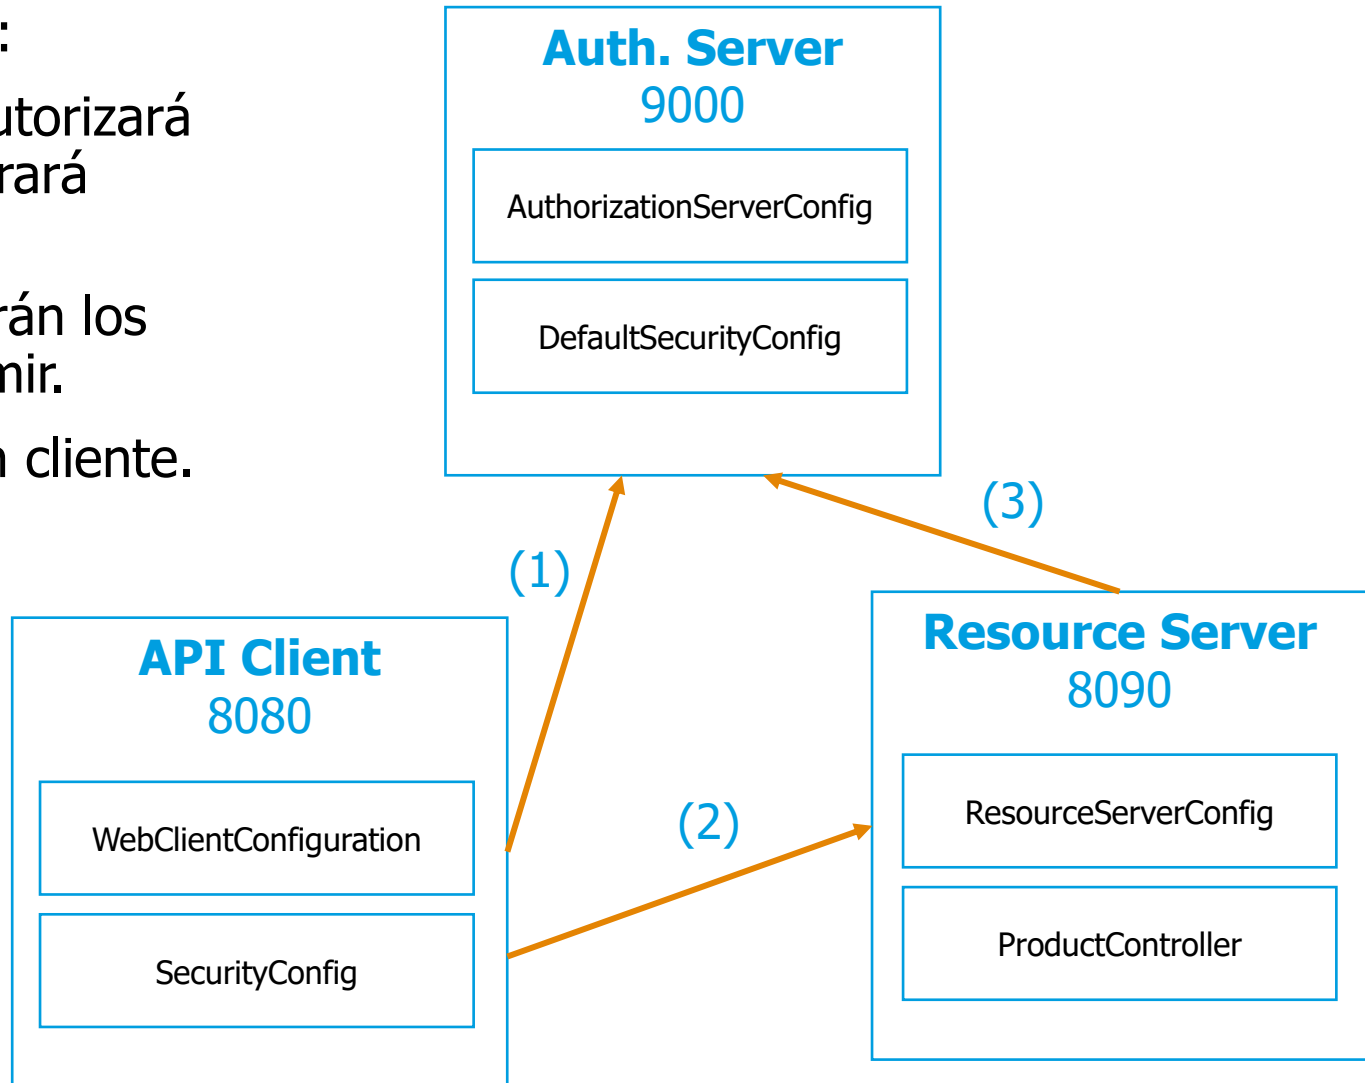 :
utorizará
rará
rán los
mir.
n cliente.
Auth. Server
9000
AuthorizationServerConfig
DefaultSecurityConfig
(1)
(3)
(2)
API Client
8080
WebClientConfiguration
SecurityConfig
Resource Server
8090
ResourceServerConfig
ProductController